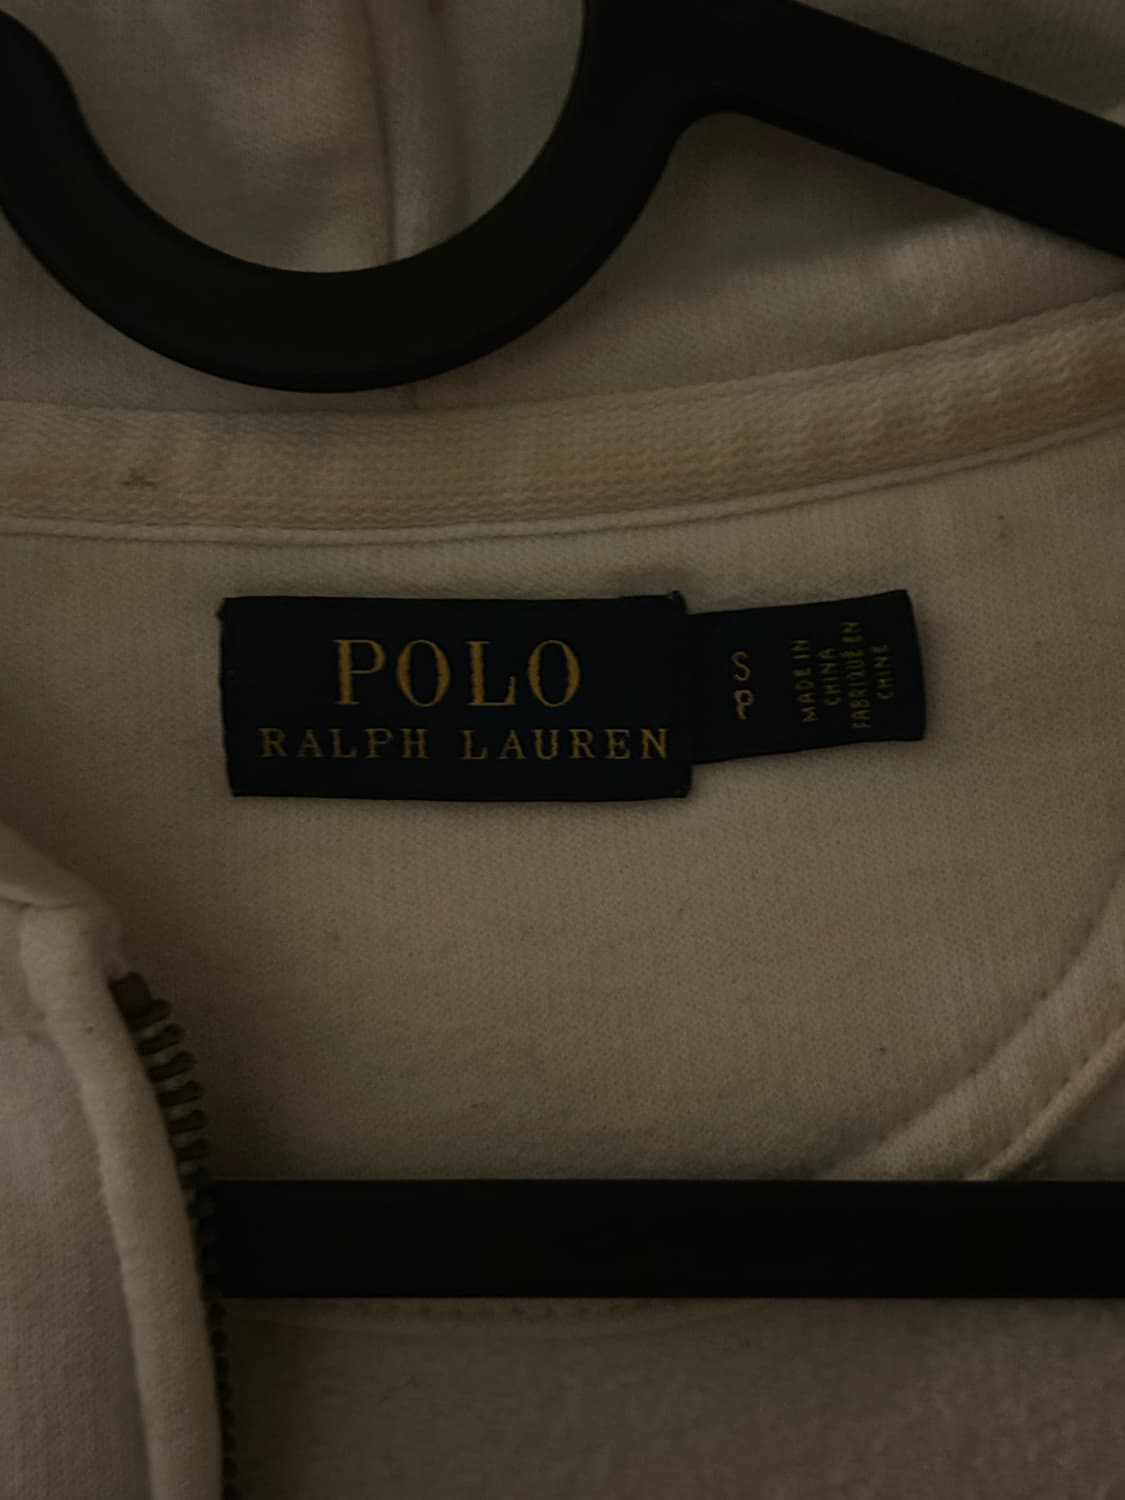 POLO
RALPH LAUREN
S
P
MADE IN
CHINA
FABRIQUÉ EN
CHINE